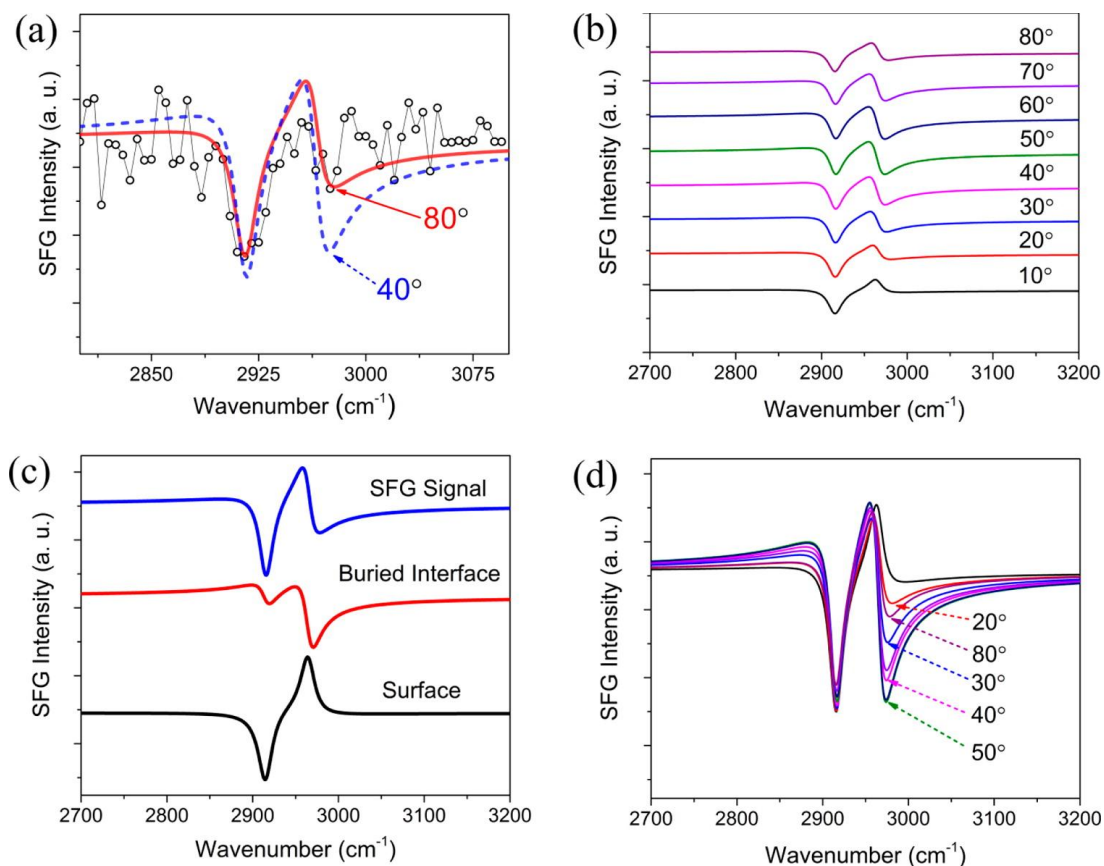 (a)
SFG Intensity (a. u.)
80°
40°
2850 2925 3000 3075
Wavenumber (cm-1)
(b)
SFG Intensity (a. u.)
80°
70°
60°
50°
40°
30°
20°
10°
2700 2800 2900 3000 3100 3200
Wavenumber (cm-1)
(c)
SFG Intensity (a. u.)
SFG Signal
Buried Interface
Surface
2700 2800 2900 3000 3100 3200
Wavenumber (cm-1)
(d)
SFG Intensity (a. u.)
20°
80°
30°
40°
50°
2700 2800 2900 3000 3100 3200
Wavenumber (cm-1)